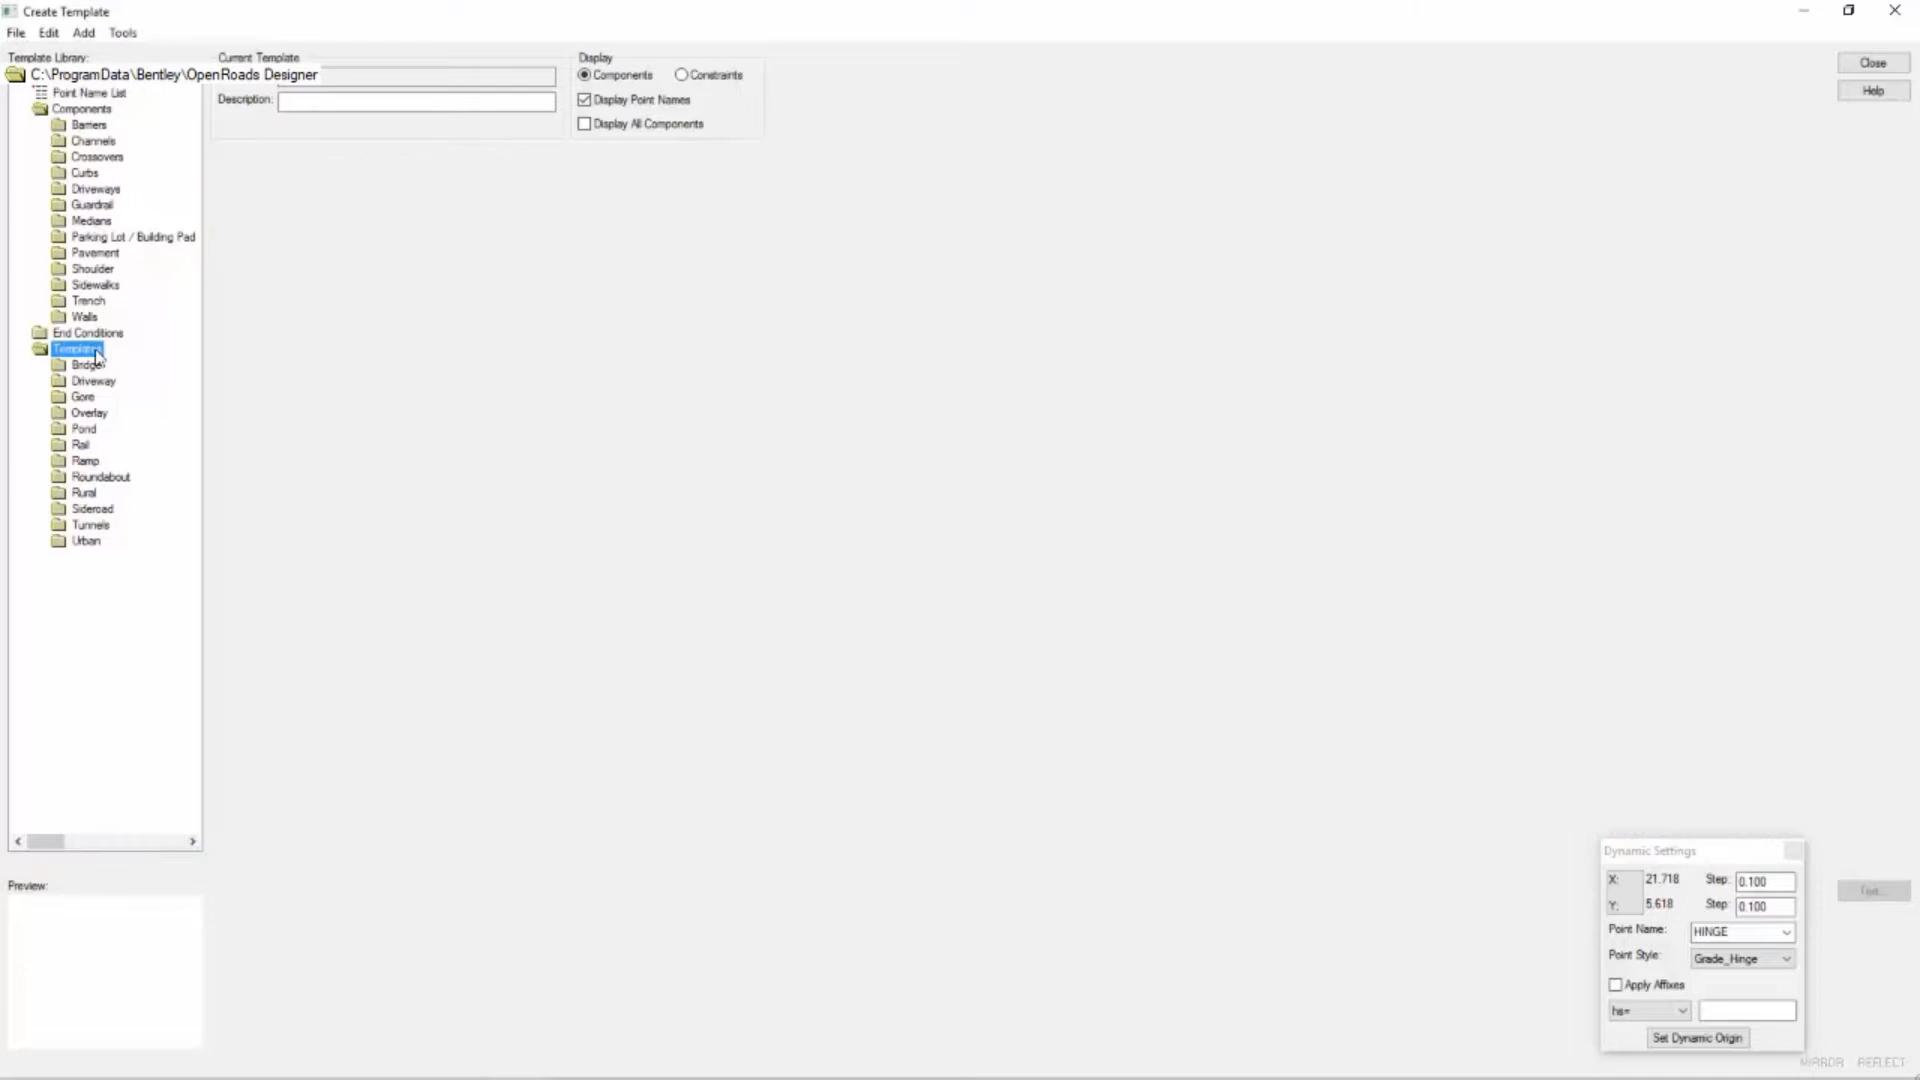 Create Template
File Edit Add Tools
Template Library:
C:\ProgramData\Bentley\OpenRoads Designer
Point Name List
Components
Barriers
Channels
Crossovers
Curbs
Driveways
Guardrail
Medians
Parking Lot / Building Pad
Pavement
Shoulder
Sidewalks
Trench
Walls
End Conditions
Templates
Bridge
Driveway
Gore
Overlay
Pond
Rail
Ramp
Roundabout
Rural
Sideroad
Tunnels
Urban
Preview:
Current Template
Description:
Display
Components Constraints
Display Point Names
Display All Components
Close
Help
Dynamic Settings
X: 21.718 Step: 0.100
Y: 5.618 Step: 0.100
Point Name: HINGE
Point Style: Grade_Hinge
Apply Affixes
hs=
Set Dynamic Origin
MIRROR REFLECT